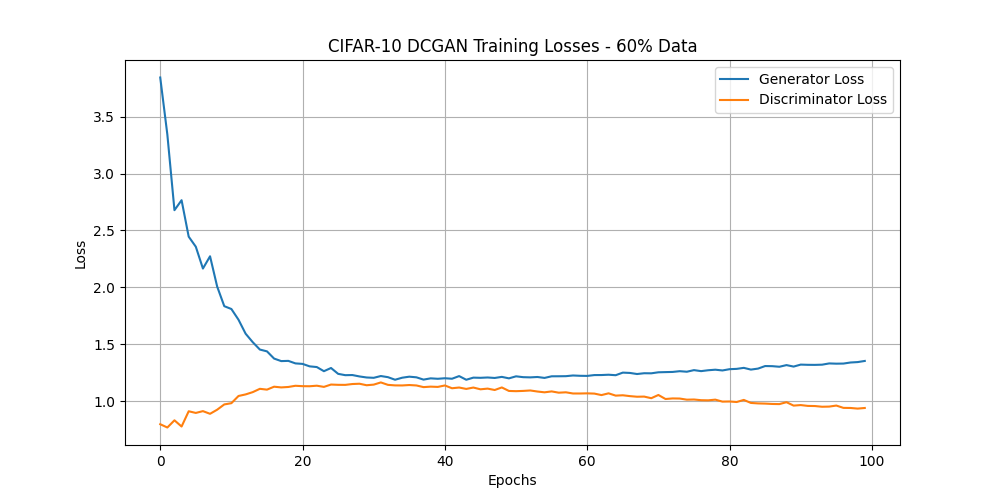 CIFAR-10 DCGAN Training Losses - 60% Data
Generator Loss
Discriminator Loss
3.5
3.0
2.5
2.0
1.5
1.0
Loss
0 20 40 60 80 100
Epochs